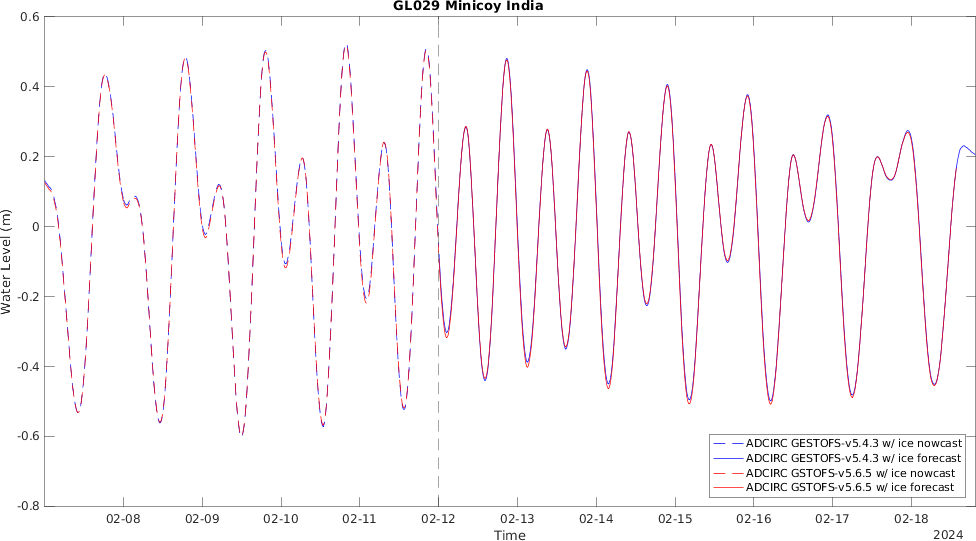 GL029 Minicoy India
Water Level (m)
0.6
0.4
0.2
0
-0.2
-0.4
-0.6
-0.8
ADCIRC GESTOFS-v5.4.3 w/ ice nowcast
ADCIRC GESTOFS-v5.4.3 w/ ice forecast
ADCIRC GSTOFS-v5.6.5 w/ ice nowcast
ADCIRC GSTOFS-v5.6.5 w/ ice forecast
02-08 02-09 02-10 02-11 02-12 02-13 02-14 02-15 02-16 02-17 02-18
Time
2024